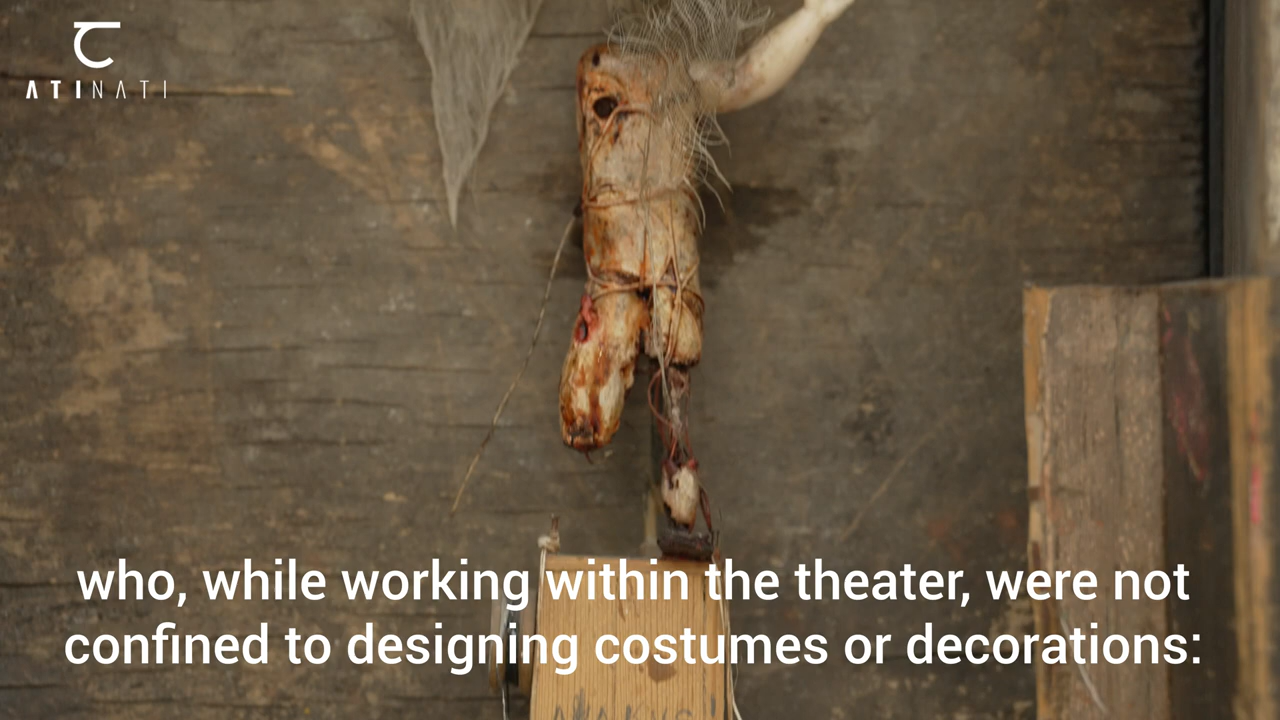 ATINATI
who, while working within the theater, were not
confined to designing costumes or decorations: